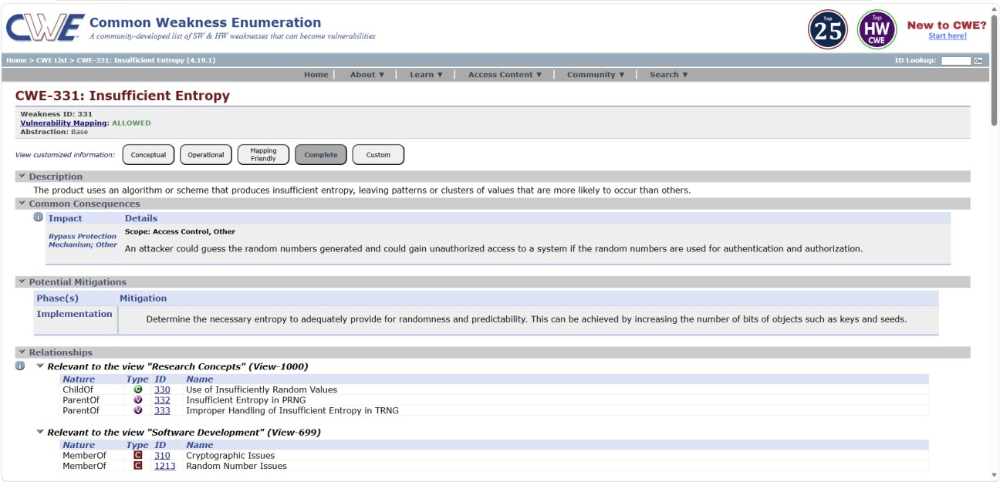 CWE Common Weakness Enumeration
A community-developed list of SW & HW weaknesses that can become vulnerabilities
Top 25
Top HW CWE
New to CWE?
Start here!
Home > CWE List > CWE-331: Insufficient Entropy (4.19.1)
ID Lookup: Go
Home About ▼ Learn ▼ Access Content ▼ Community ▼ Search ▼
CWE-331: Insufficient Entropy
Weakness ID: 331
Vulnerability Mapping: ALLOWED
Abstraction: Base
View customized information: Conceptual Operational Mapping Friendly Complete Custom
Description
The product uses an algorithm or scheme that produces insufficient entropy, leaving patterns or clusters of values that are more likely to occur than others.
Common Consequences
Impact Details
Bypass Protection Mechanism; Other
Scope: Access Control, Other
An attacker could guess the random numbers generated and could gain unauthorized access to a system if the random numbers are used for authentication and authorization.
Potential Mitigations
Phase(s) Mitigation
Implementation Determine the necessary entropy to adequately provide for randomness and predictability. This can be achieved by increasing the number of bits of objects such as keys and seeds.
Relationships
Relevant to the view "Research Concepts" (View-1000)
Nature Type ID Name
ChildOf C 330 Use of Insufficiently Random Values
ParentOf V 332 Insufficient Entropy in PRNG
ParentOf V 333 Improper Handling of Insufficient Entropy in TRNG
Relevant to the view "Software Development" (View-699)
Nature Type ID Name
MemberOf C 310 Cryptographic Issues
MemberOf C 1213 Random Number Issues